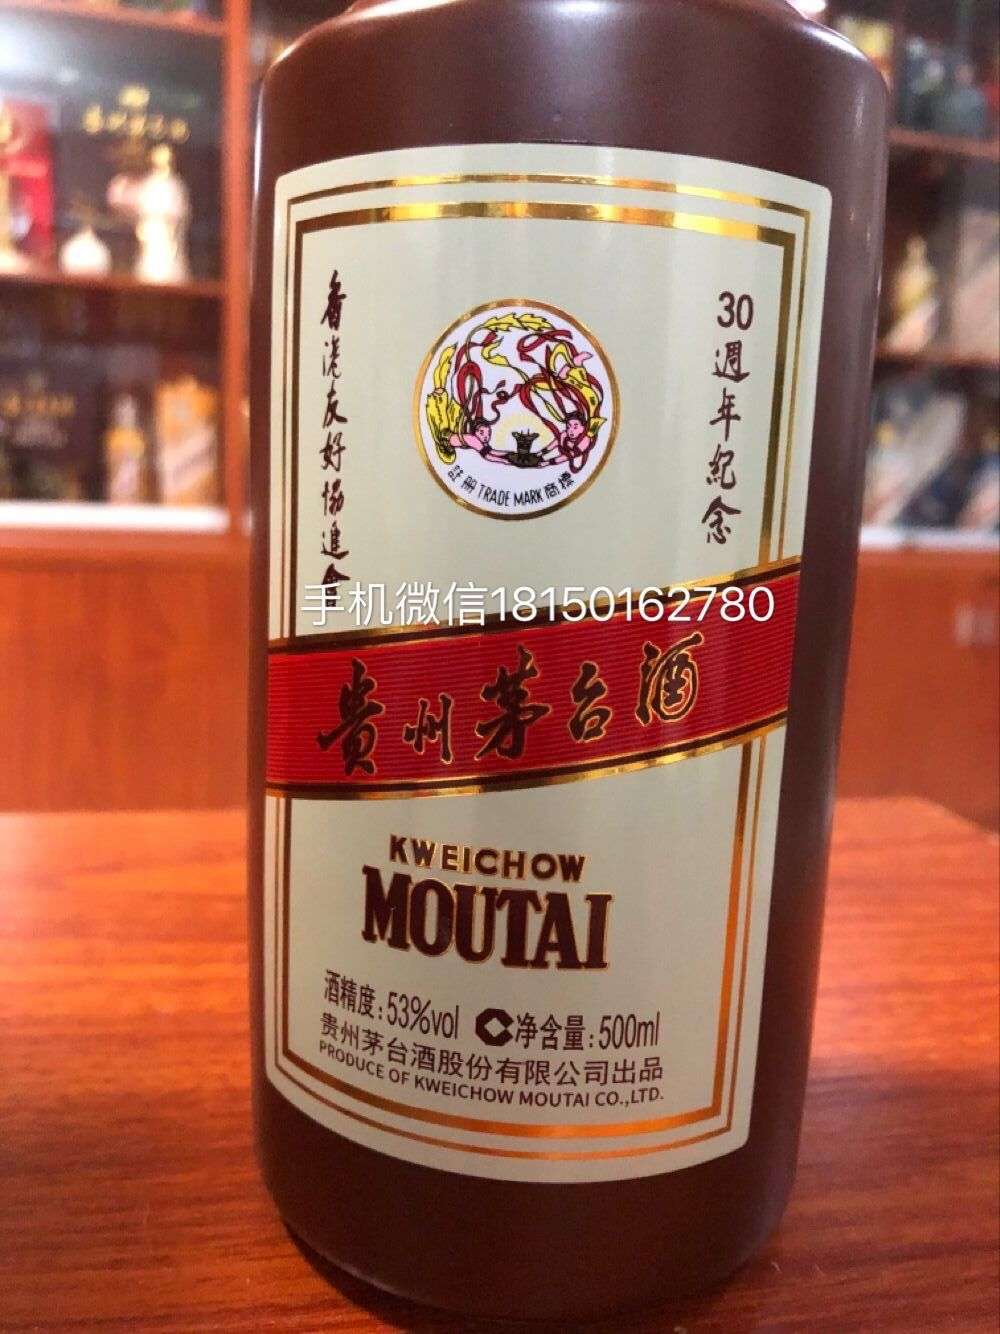 香港友好協進會
30週年紀念
註冊 TRADE MARK 商標
手机微信18150162780
貴州茅台酒
KWEICHOW
MOUTAI
酒精度:53%vol 净含量:500ml
贵州茅台酒股份有限公司出品
PRODUCE OF KWEICHOW MOUTAI CO.,LTD.